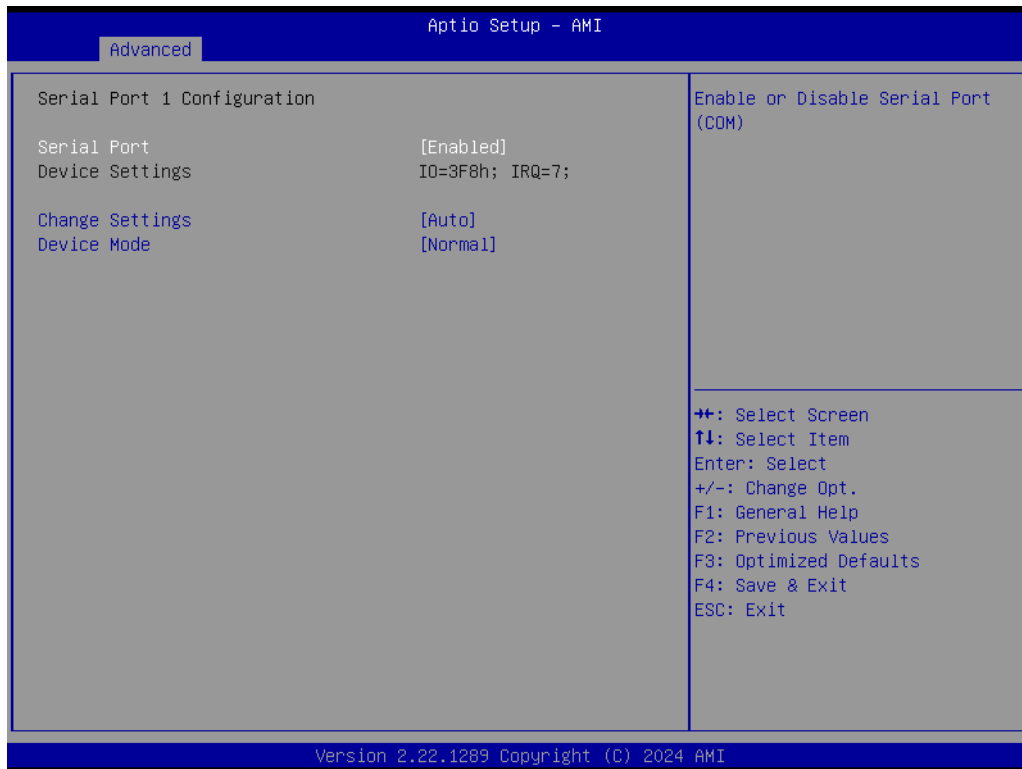 Aptio Setup – AMI
Advanced
Serial Port 1 Configuration
Serial Port [Enabled]
Device Settings IO=3F8h; IRQ=7;
Change Settings [Auto]
Device Mode [Normal]
Enable or Disable Serial Port
(COM)
→←: Select Screen
↑↓: Select Item
Enter: Select
+/-: Change Opt.
F1: General Help
F2: Previous Values
F3: Optimized Defaults
F4: Save & Exit
ESC: Exit
Version 2.22.1289 Copyright (C) 2024 AMI